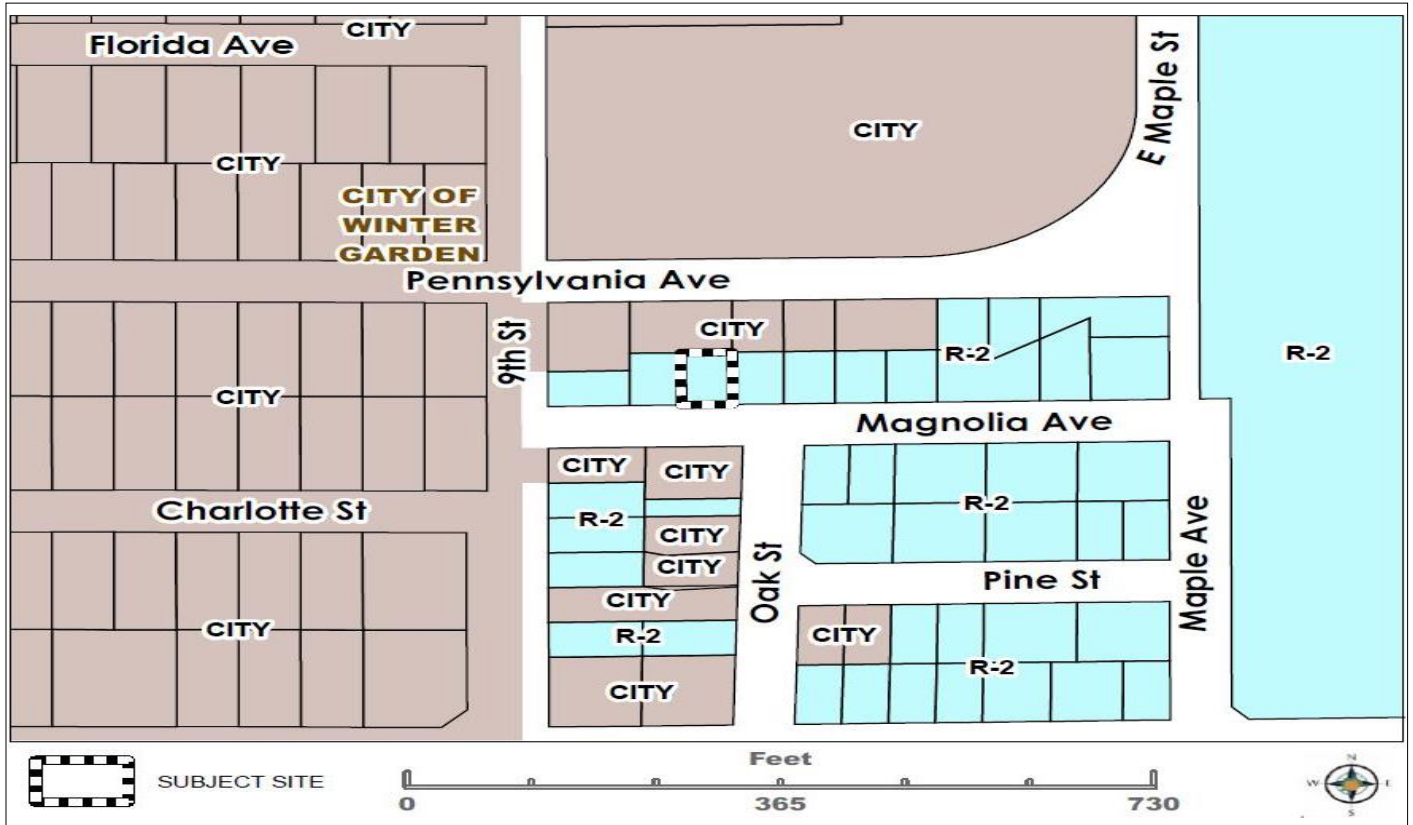 CITY
Florida Ave
E Maple St
CITY
CITY
CITY OF
WINTER
GARDEN
Pennsylvania Ave
9th St
CITY
R-2
R-2
CITY
Magnolia Ave
CITY
CITY
R-2
CITY
CITY
CITY
R-2
CITY
Charlotte St
CITY
Oak St
R-2
Pine St
Maple Ave
CITY
R-2
SUBJECT SITE
Feet
0 365 730
N
W E
S